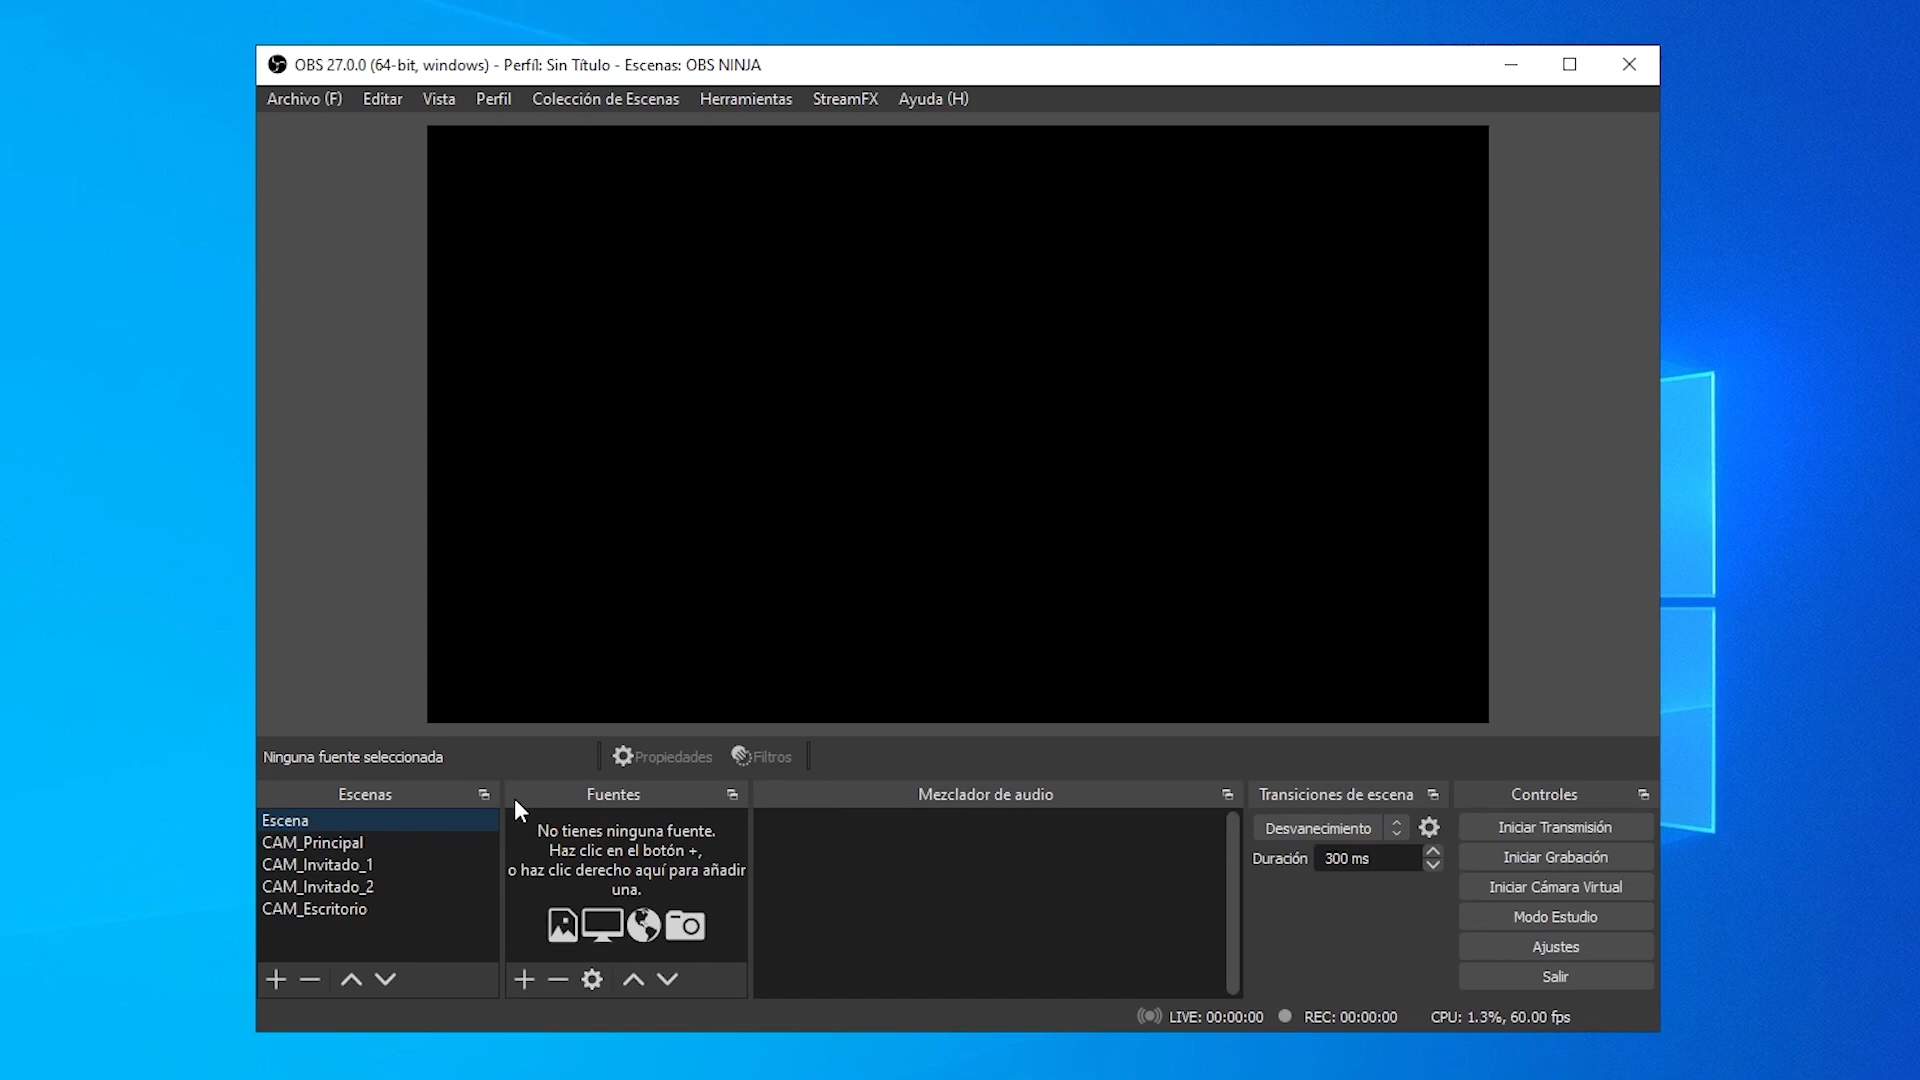 OBS 27.0.0 (64-bit, windows) - Perfil: Sin Título - Escenas: OBS NINJA
Archivo (F) Editar Vista Perfil Colección de Escenas Herramientas StreamFX Ayuda (H)
Ninguna fuente seleccionada Propiedades Filtros
Escenas
Escena
CAM_Principal
CAM_Invitado_1
CAM_Invitado_2
CAM_Escritorio
Fuentes
No tienes ninguna fuente.
Haz clic en el botón +,
o haz clic derecho aquí para añadir
una.
Mezclador de audio
Transiciones de escena
Desvanecimiento
Duración 300 ms
Controles
Iniciar Transmisión
Iniciar Grabación
Iniciar Cámara Virtual
Modo Estudio
Ajustes
Salir
LIVE: 00:00:00 REC: 00:00:00 CPU: 1.3%, 60.00 fps